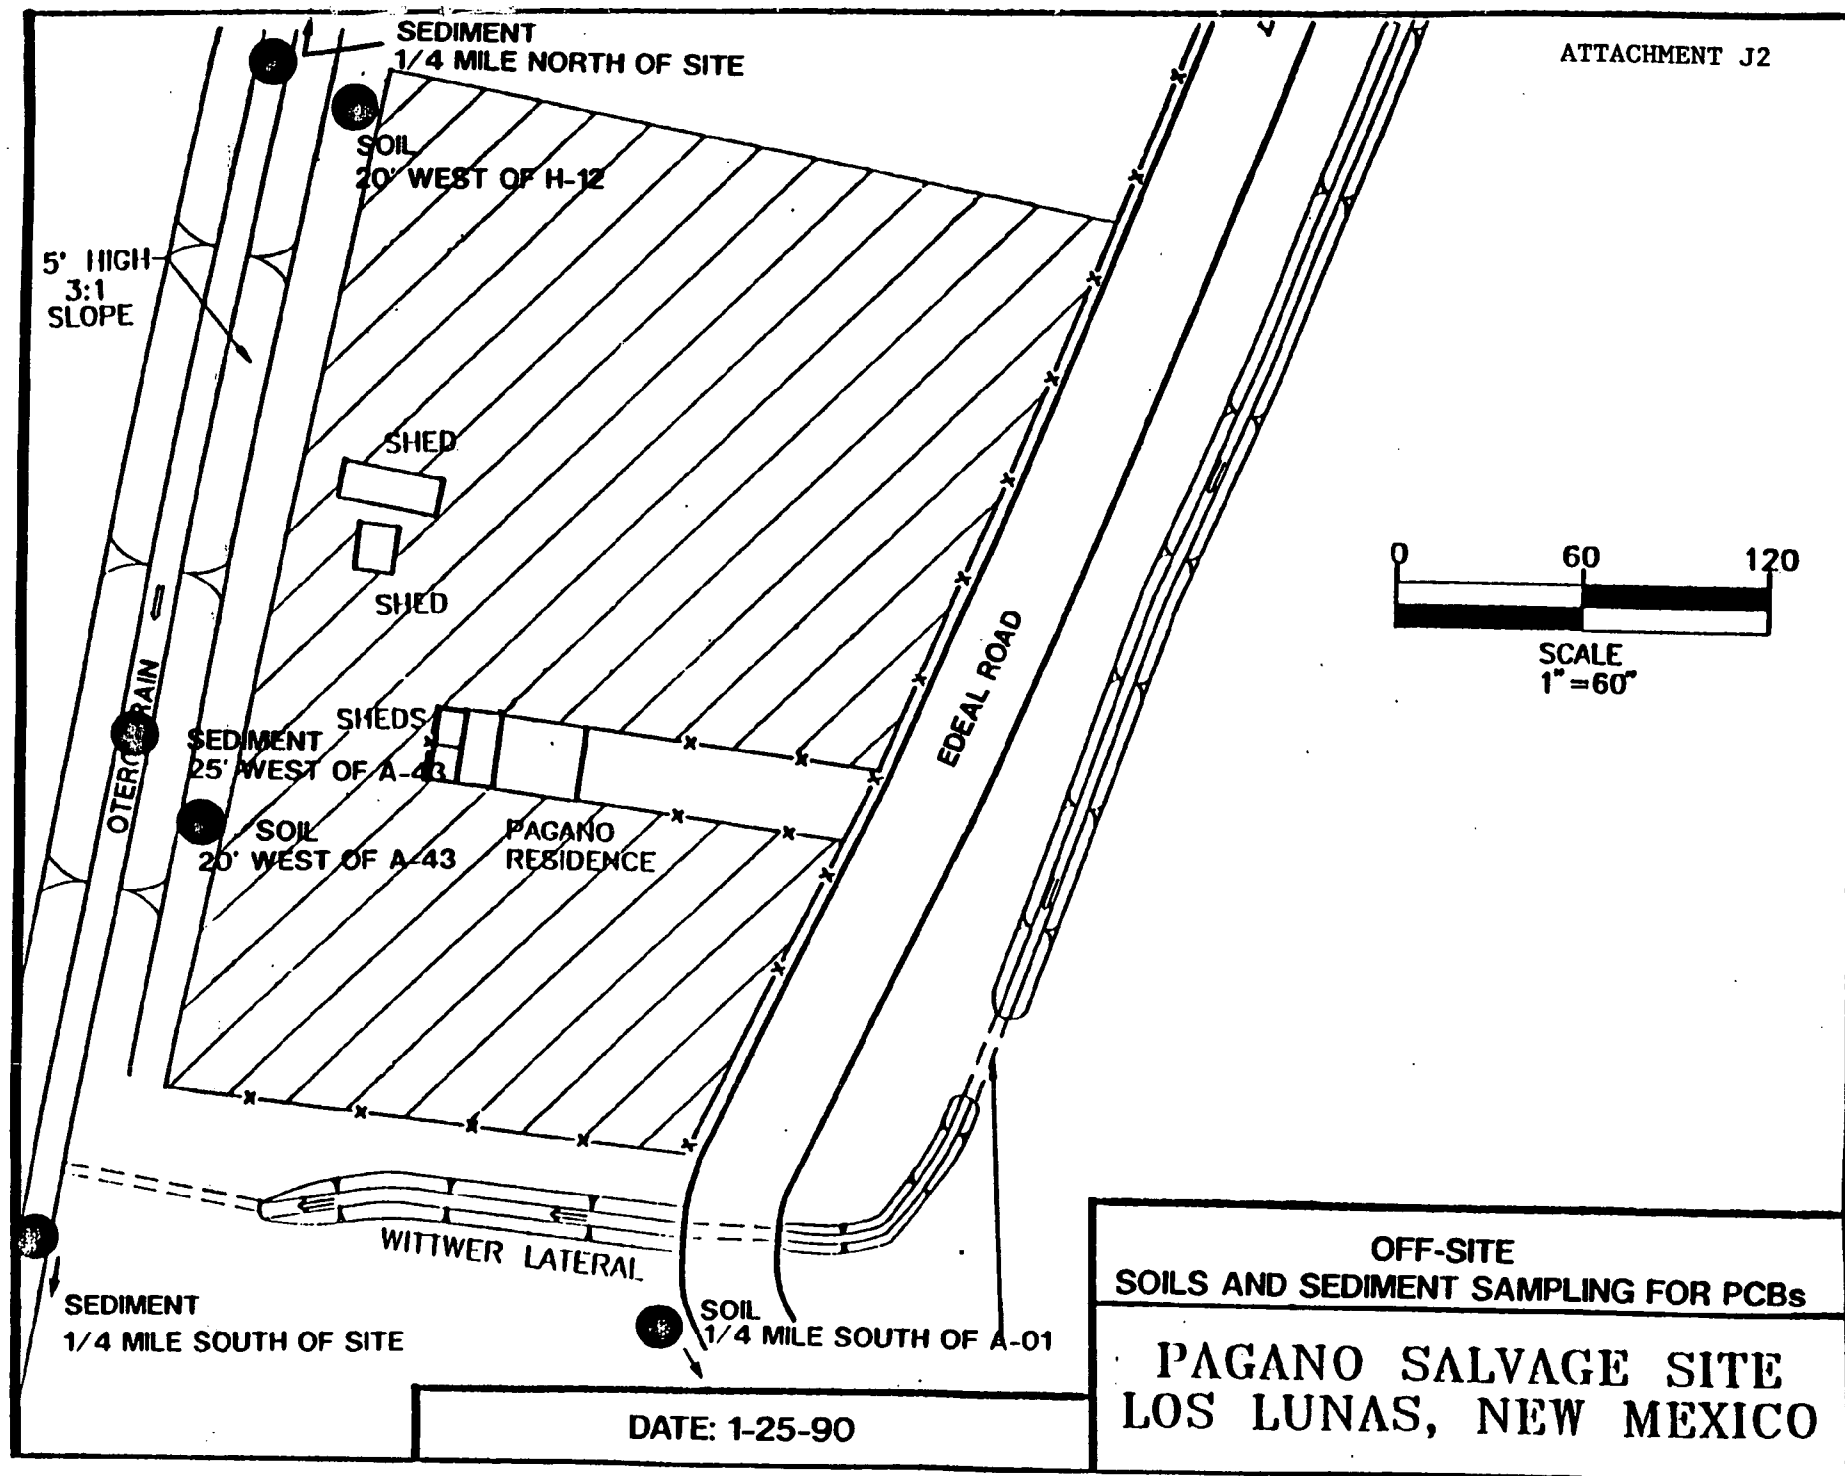 ATTACHMENT J2
SEDIMENT
1/4 MILE NORTH OF SITE
SOIL
20' WEST OF H-12
5' HIGH
3:1
SLOPE
SHED
SHED
0 60 120
SCALE
1"=60"
EDEAL ROAD
SHEDS
SEDIMENT
25' WEST OF A-43
SOIL
20' WEST OF A-43
PAGANO
RESIDENCE
WITTWER LATERAL
SEDIMENT
1/4 MILE SOUTH OF SITE
SOIL
1/4 MILE SOUTH OF A-01
OFF-SITE
SOILS AND SEDIMENT SAMPLING FOR PCBs
PAGANO SALVAGE SITE
LOS LUNAS, NEW MEXICO
DATE: 1-25-90